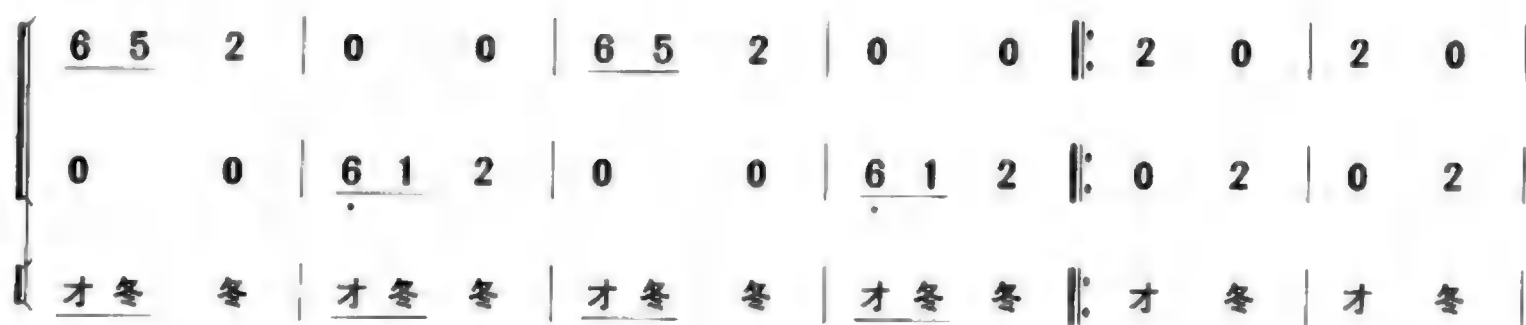 6 5 2 | 0 0 | 6 5 2 | 0 0 ‖: 2 0 | 2 0 |
0 0 | 6̣ 1 2 | 0 0 | 6̣ 1 2 ‖: 0 2 | 0 2 |
才冬 冬 | 才冬 冬 | 才冬 冬 | 才冬 冬 ‖: 才 冬 | 才 冬 |